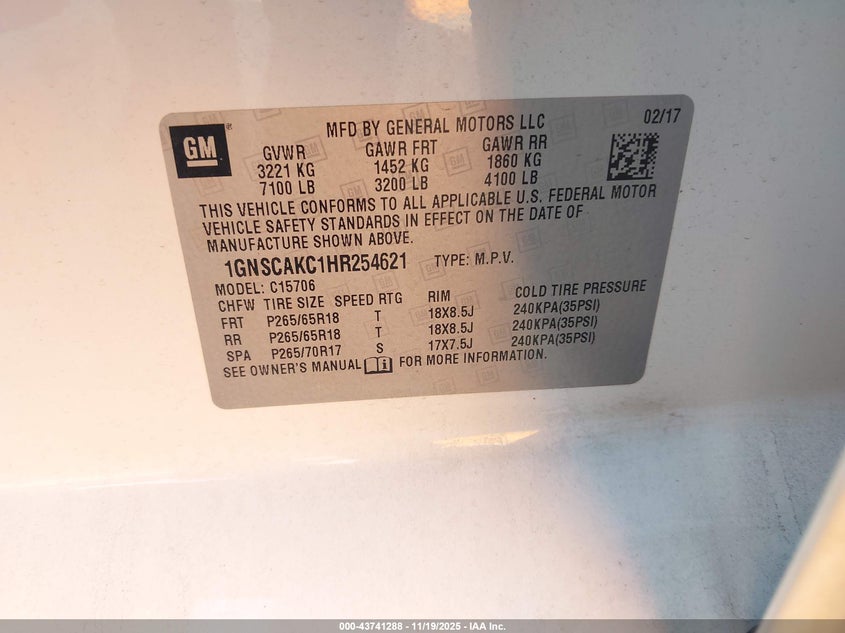 GM
MFD BY GENERAL MOTORS LLC 02/17
GVWR GAWR FRT GAWR RR
3221 KG 1452 KG 1860 KG
7100 LB 3200 LB 4100 LB
THIS VEHICLE CONFORMS TO ALL APPLICABLE U.S. FEDERAL MOTOR
VEHICLE SAFETY STANDARDS IN EFFECT ON THE DATE OF
MANUFACTURE SHOWN ABOVE.
1GNSCAKC1HR254621 TYPE: M.P.V.
MODEL: C15706
CHFW TIRE SIZE SPEED RTG RIM COLD TIRE PRESSURE
FRT P265/65R18 T 18X8.5J 240KPA(35PSI)
RR P265/65R18 T 18X8.5J 240KPA(35PSI)
SPA P265/70R17 S 17X7.5J 240KPA(35PSI)
SEE OWNER'S MANUAL FOR MORE INFORMATION.
000-43741288 - 11/19/2025 - IAA Inc.